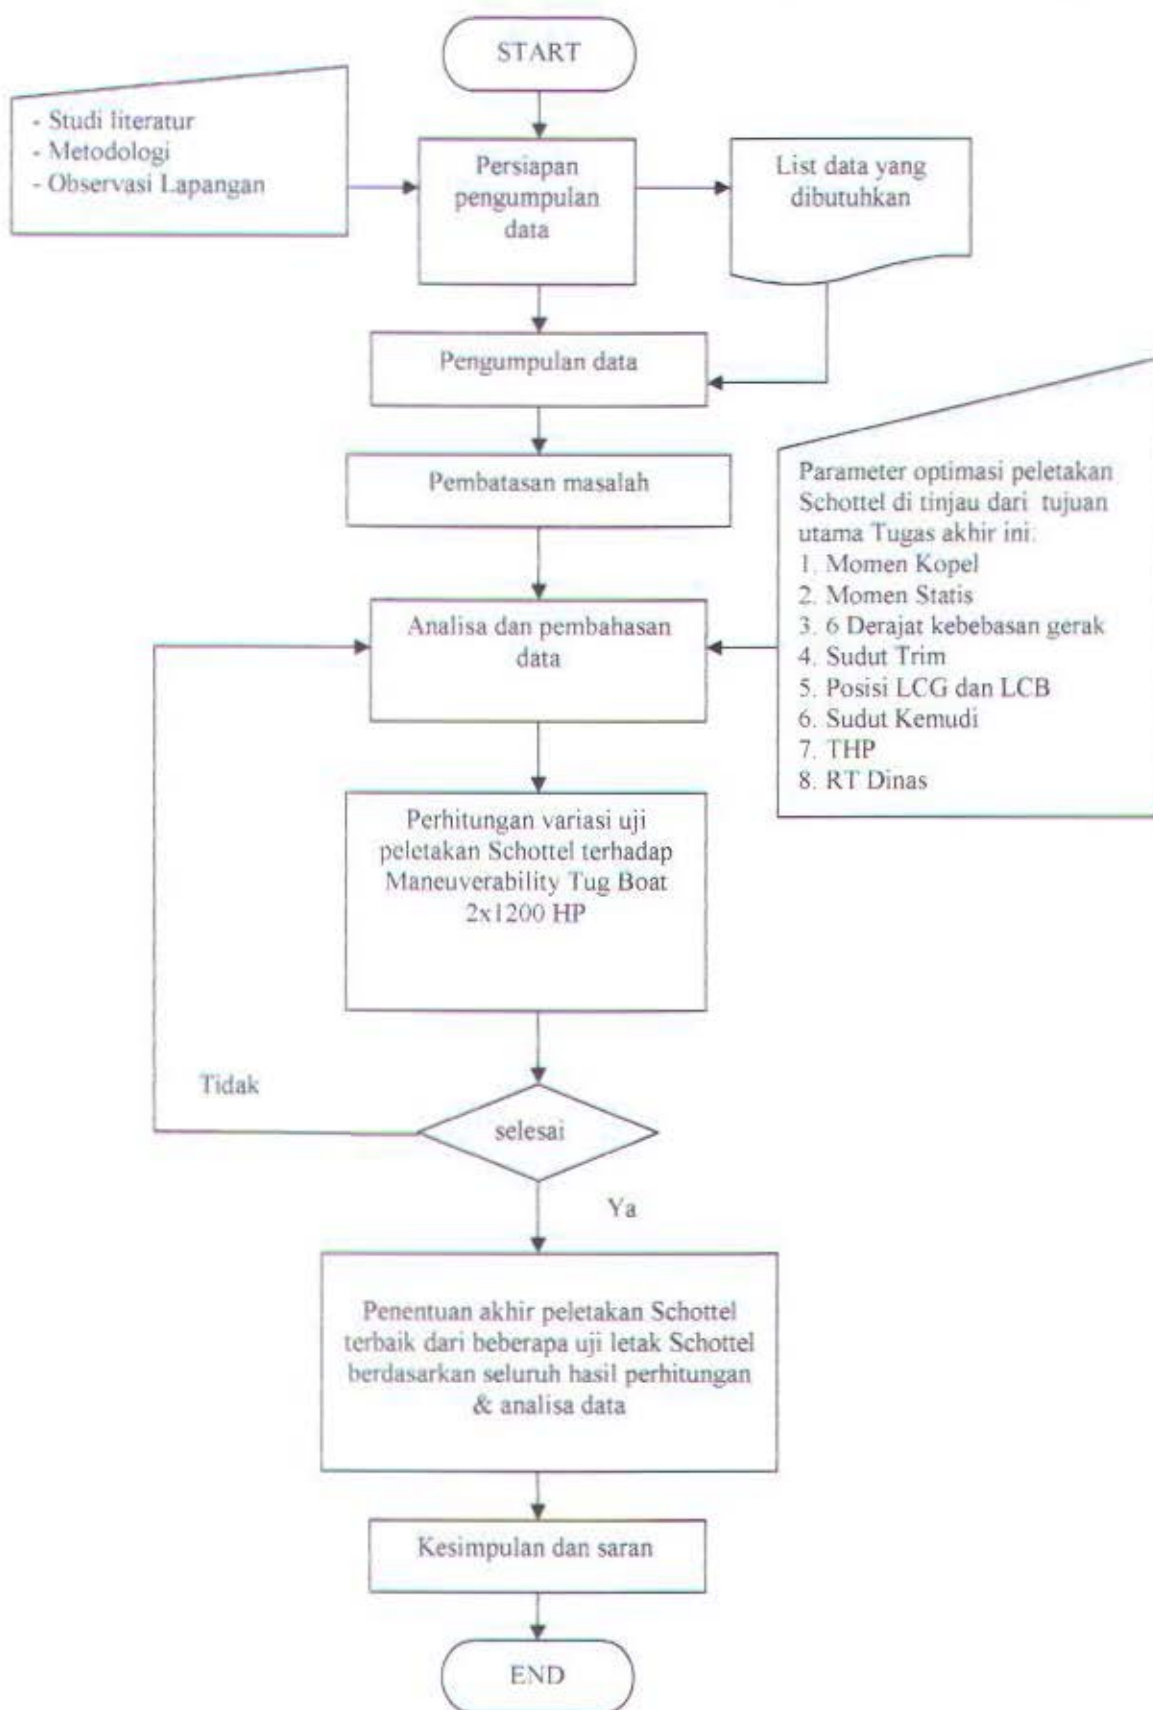 START
- Studi literatur
- Metodologi
- Observasi Lapangan
Persiapan
pengumpulan
data
List data yang
dibutuhkan
Pengumpulan data
Pembatasan masalah
Parameter optimasi peletakan
Schottel di tinjau dari tujuan
utama Tugas akhir ini.
1. Momen Kopel
2. Momen Statis
3. 6 Derajat kebebasan gerak
4. Sudut Trim
5. Posisi LCG dan LCB
6. Sudut Kemudi
7. THP
8. RT Dinas
Analisa dan pembahasan
data
Perhitungan variasi uji
peletakan Schottel terhadap
Maneuverability Tug Boat
2x1200 HP
Tidak
selesai
Ya
Penentuan akhir peletakan Schottel
terbaik dari beberapa uji letak Schottel
berdasarkan seluruh hasil perhitungan
& analisa data
Kesimpulan dan saran
END